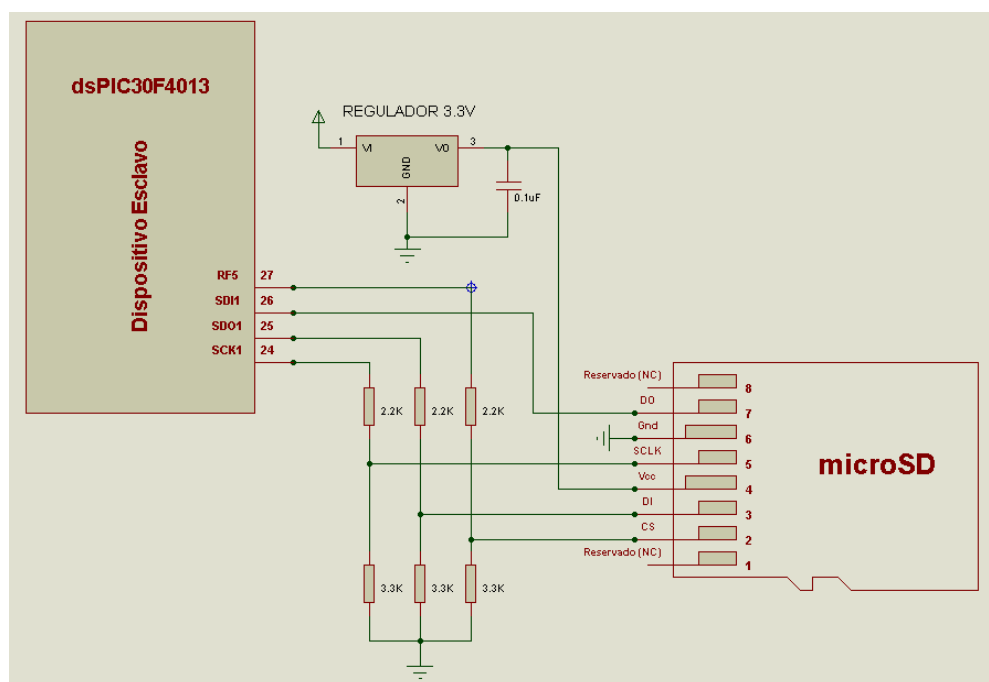 dsPIC30F4013
Dispositivo Esclavo
RF5 27
SDI1 26
SDO1 25
SCK1 24
REGULADOR 3.3V
1 VI VO 3
GND
2
0.1uF
2.2K 2.2K 2.2K
3.3K 3.3K 3.3K
Reservado (NC) 8
DO 7
Gnd 6
SCLK 5
Vcc 4
DI 3
CS 2
Reservado (NC) 1
microSD